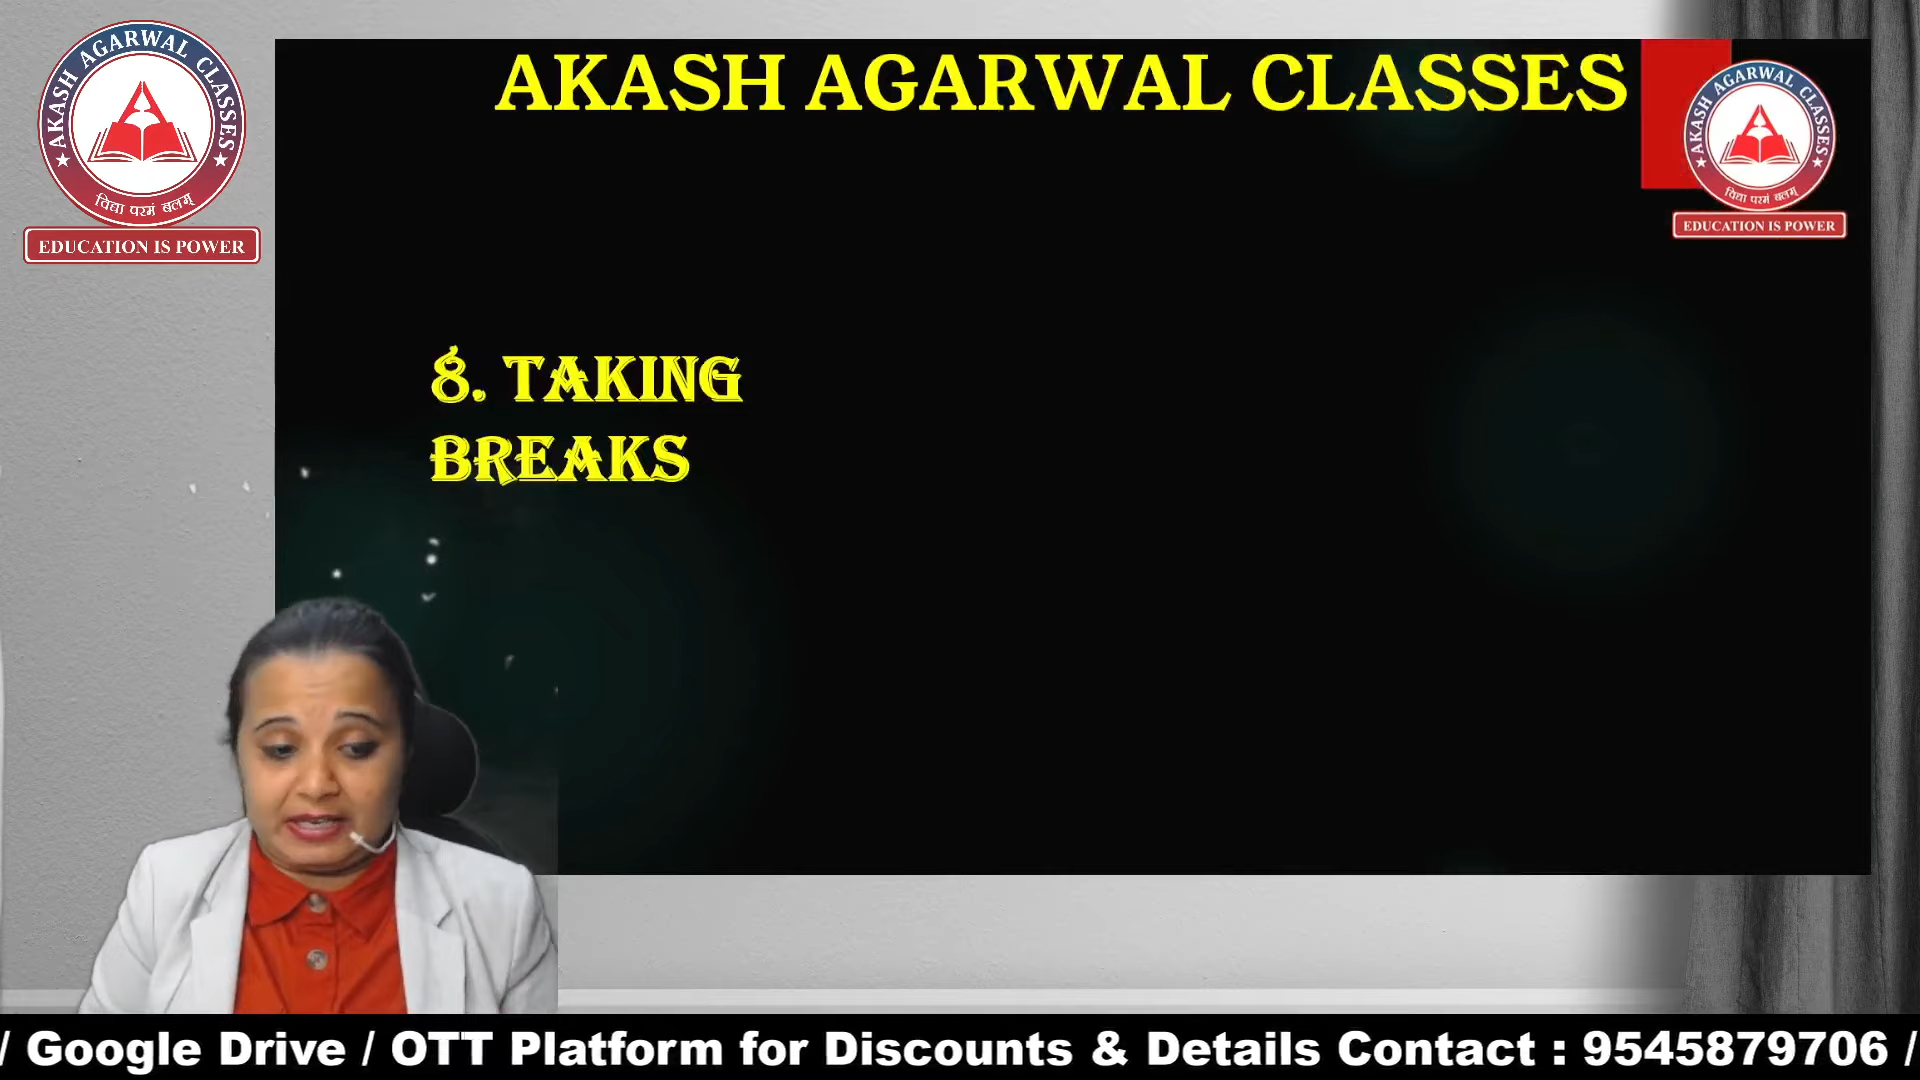 AKASH AGARWAL CLASSES
विद्या परमं बलम्
EDUCATION IS POWER
AKASH AGARWAL CLASSES
AKASH AGARWAL CLASSES
विद्या परमं बलम्
EDUCATION IS POWER
8. TAKING
BREAKS
/ Google Drive / OTT Platform for Discounts & Details Contact : 9545879706 /